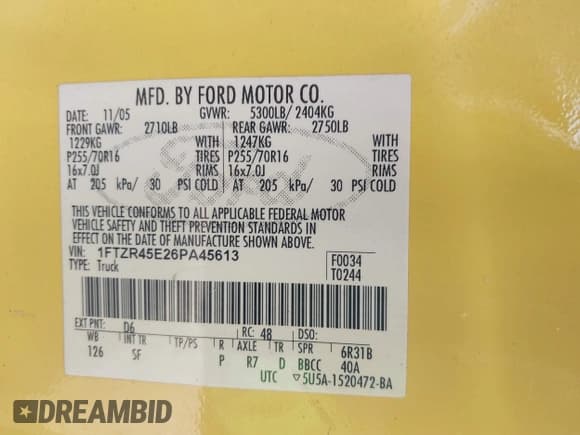 MFD. BY FORD MOTOR CO.
DATE: 11/05 GVWR: 5300LB/ 2404KG
FRONT GAWR: 2710LB REAR GAWR: 2750LB
1229KG WITH 1247KG WITH
P255/70R16 TIRES P255/70R16 TIRES
16x7.0J RIMS 16x7.0J RIMS
AT 205 kPa/ 30 PSI COLD AT 205 kPa/ 30 PSI COLD
Ford
THIS VEHICLE CONFORMS TO ALL APPLICABLE FEDERAL MOTOR
VEHICLE SAFETY AND THEFT PREVENTION STANDARDS IN
EFFECT ON THE DATE OF MANUFACTURE SHOWN ABOVE.
VIN: 1FTZR45E26PA45613 F0034
TYPE: Truck T0244
EXT PNT: D6 RC: 48 DSO:
WB INT TR TP/PS R AXLE TR SPR 6R31B
126 SF P R7 D BBCC 40A
UTC ▽5U5A-1520472-BA
DREAMBID